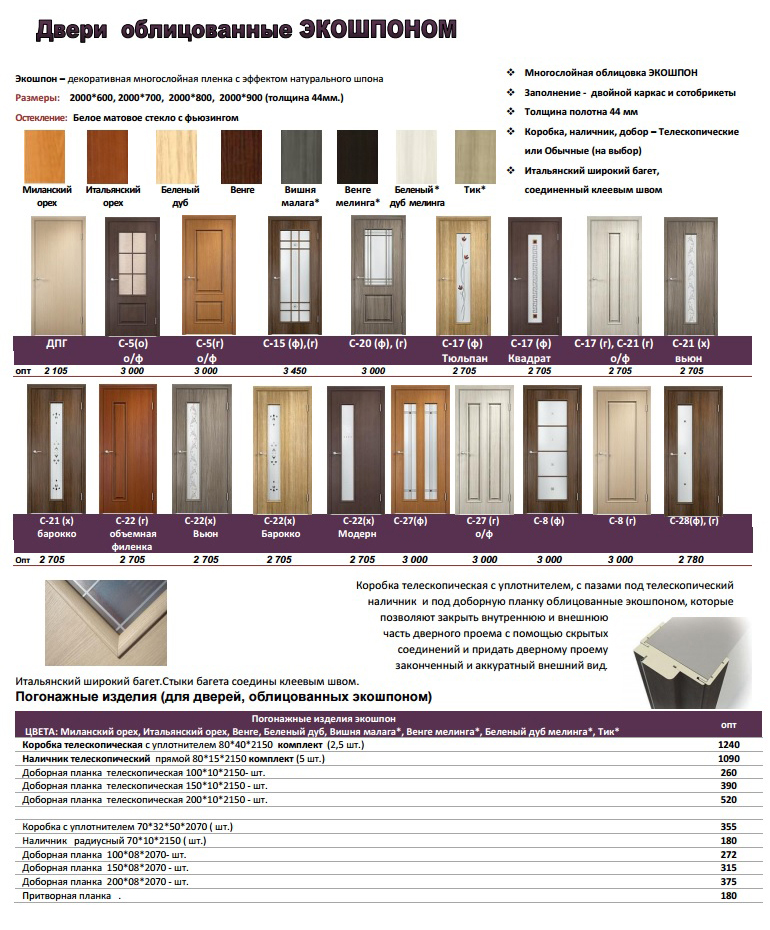 Двери облицованные ЭКОШПОНОМ
Экошпон – декоративная многослойная пленка с эффектом натурального шпона
Размеры: 2000*600, 2000*700, 2000*800, 2000*900 (толщина 44мм.)
Остекление: Белое матовое стекло с фьюзингом
❖ Многослойная облицовка ЭКОШПОН
❖ Заполнение - двойной каркас и сотобрикеты
❖ Толщина полотна 44 мм
❖ Коробка, наличник, добор – Телескопические
или Обычные (на выбор)
❖ Итальянский широкий багет,
соединенный клеевым швом
Миланский Итальянский Беленый Венге Вишня Венге Беленый* Тик*
орех орех дуб малага* мелинга* дуб мелинга
ДПГ С-5(о) С-5(г) С-15 (ф),(г) С-20 (ф), (г) С-17 (ф) С-17 (ф) С-17 (г), С-21 (г) С-21 (х)
о/ф о/ф Тюльпан Квадрат о/ф вьюн
опт 2 105 3 000 3 000 3 450 3 000 2 705 2 705 2 705 2 705
С-21 (х) С-22 (г) С-22(х) С-22(х) С-22(х) С-27(ф) С-27 (г) С-8 (ф) С-8 (г) С-28(ф), (г)
барокко объемная Вьюн Барокко Модерн о/ф
филенка
Опт 2 705 2 705 2 705 2 705 2 705 3 000 3 000 3 000 3 000 2 780
Коробка телескопическая с уплотнителем, с пазами под телескопический
наличник и под доборную планку облицованные экошпоном, которые
позволяют закрыть внутреннюю и внешнюю
часть дверного проема с помощью скрытых
соединений и придать дверному проему
законченный и аккуратный внешний вид.
Итальянский широкий багет.Стыки багета соедины клеевым швом.
Погонажные изделия (для дверей, облицованных экошпоном)
Погонажные изделия экошпон опт
ЦВЕТА: Миланский орех, Итальянский орех, Венге, Беленый дуб, Вишня малага*, Венге мелинга*, Беленый дуб мелинга*, Тик*
Коробка телескопическая с уплотнителем 80*40*2150 комплект (2,5 шт.) 1240
Наличник телескопический прямой 80*15*2150 комплект (5 шт.) 1090
Доборная планка телескопическая 100*10*2150- шт. 260
Доборная планка телескопическая 150*10*2150 - шт. 390
Доборная планка телескопическая 200*10*2150 - шт. 520
Коробка с уплотнителем 70*32*50*2070 ( шт.) 355
Наличник радиусный 70*10*2150 ( шт.) 180
Доборная планка 100*08*2070- шт. 272
Доборная планка 150*08*2070 - шт. 315
Доборная планка 200*08*2070 - шт. 375
Притворная планка . 180